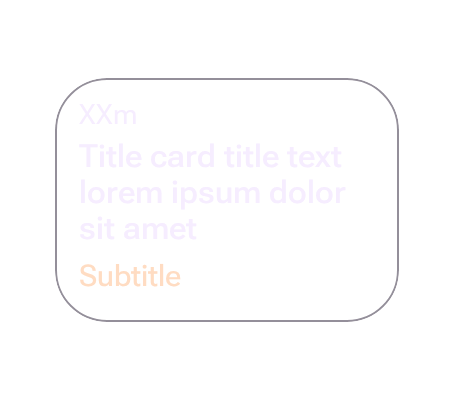 XXm
Title card title text
lorem ipsum dolor
sit amet
Subtitle